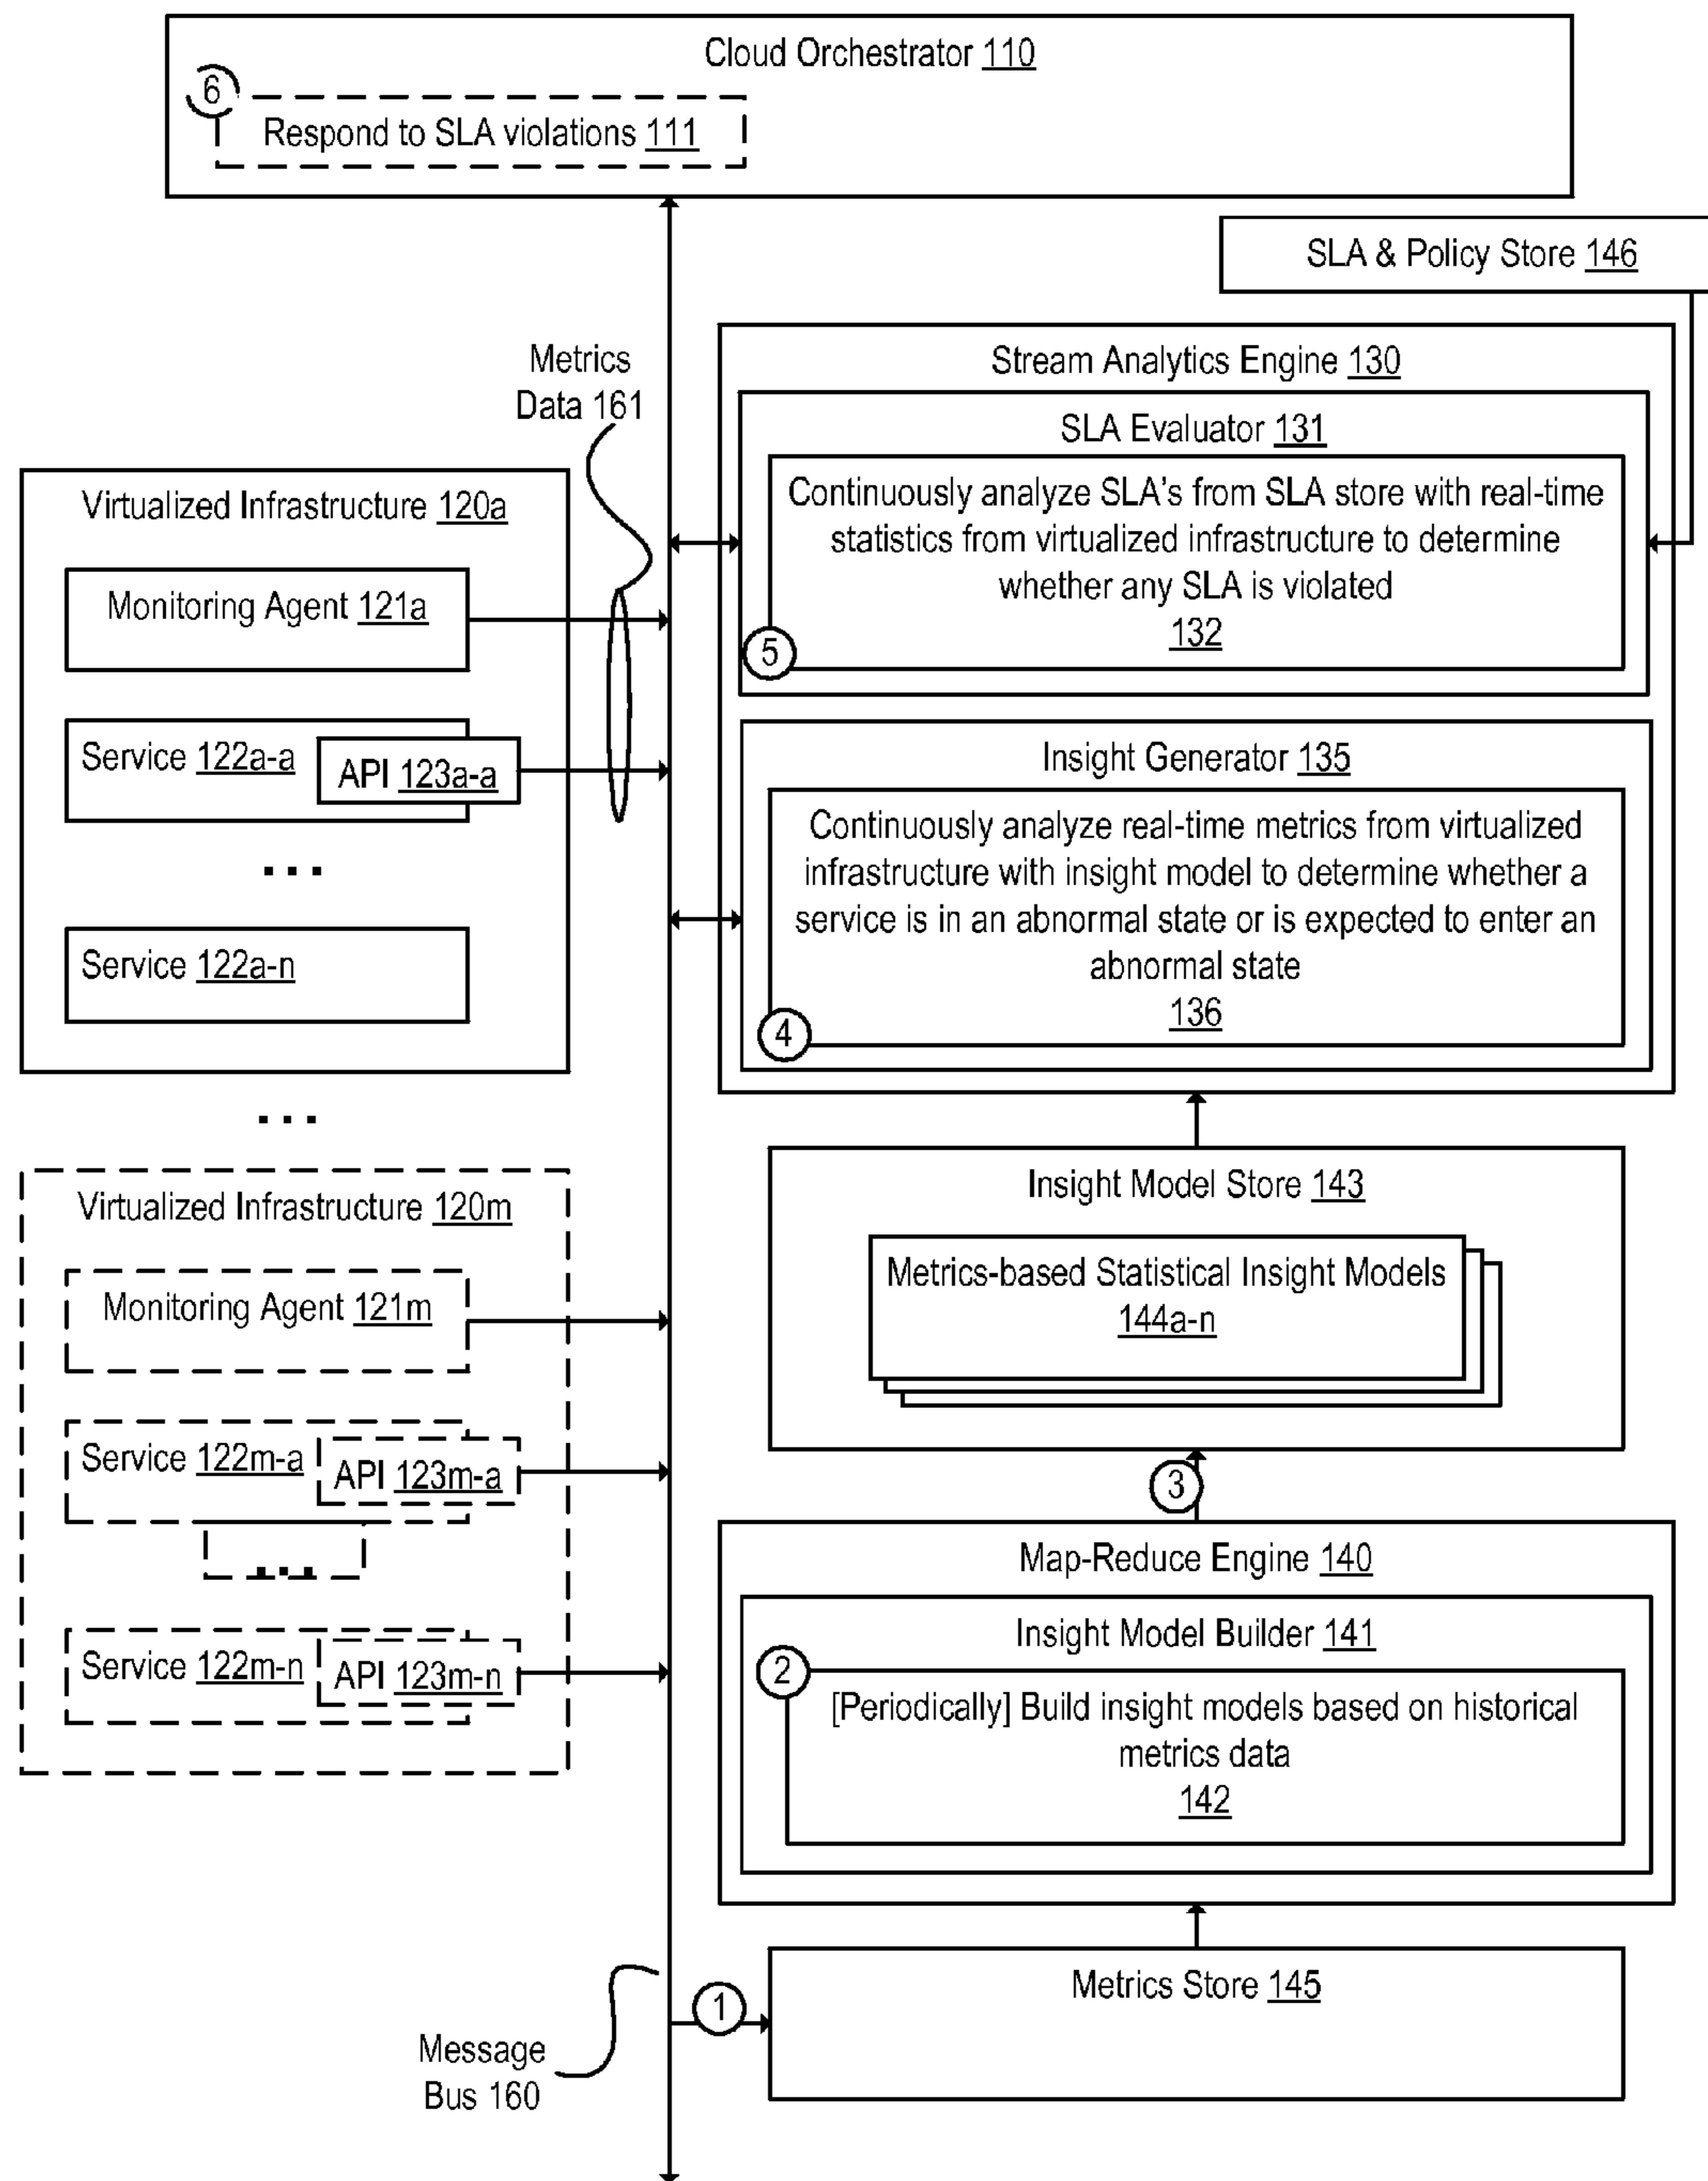 Cloud Orchestrator 110
6
Respond to SLA violations 111
SLA & Policy Store 146
Metrics
Data 161
Stream Analytics Engine 130
SLA Evaluator 131
Continuously analyze SLA's from SLA store with real-time
statistics from virtualized infrastructure to determine
whether any SLA is violated
132
5
Virtualized Infrastructure 120a
Monitoring Agent 121a
Service 122a-a
API 123a-a
...
Service 122a-n
Insight Generator 135
Continuously analyze real-time metrics from virtualized
infrastructure with insight model to determine whether a
service is in an abnormal state or is expected to enter an
abnormal state
136
4
...
Virtualized Infrastructure 120m
Monitoring Agent 121m
Service 122m-a
API 123m-a
...
Service 122m-n
API 123m-n
Insight Model Store 143
Metrics-based Statistical Insight Models
144a-n
3
Map-Reduce Engine 140
Insight Model Builder 141
2
[Periodically] Build insight models based on historical
metrics data
142
Metrics Store 145
1
Message
Bus 160